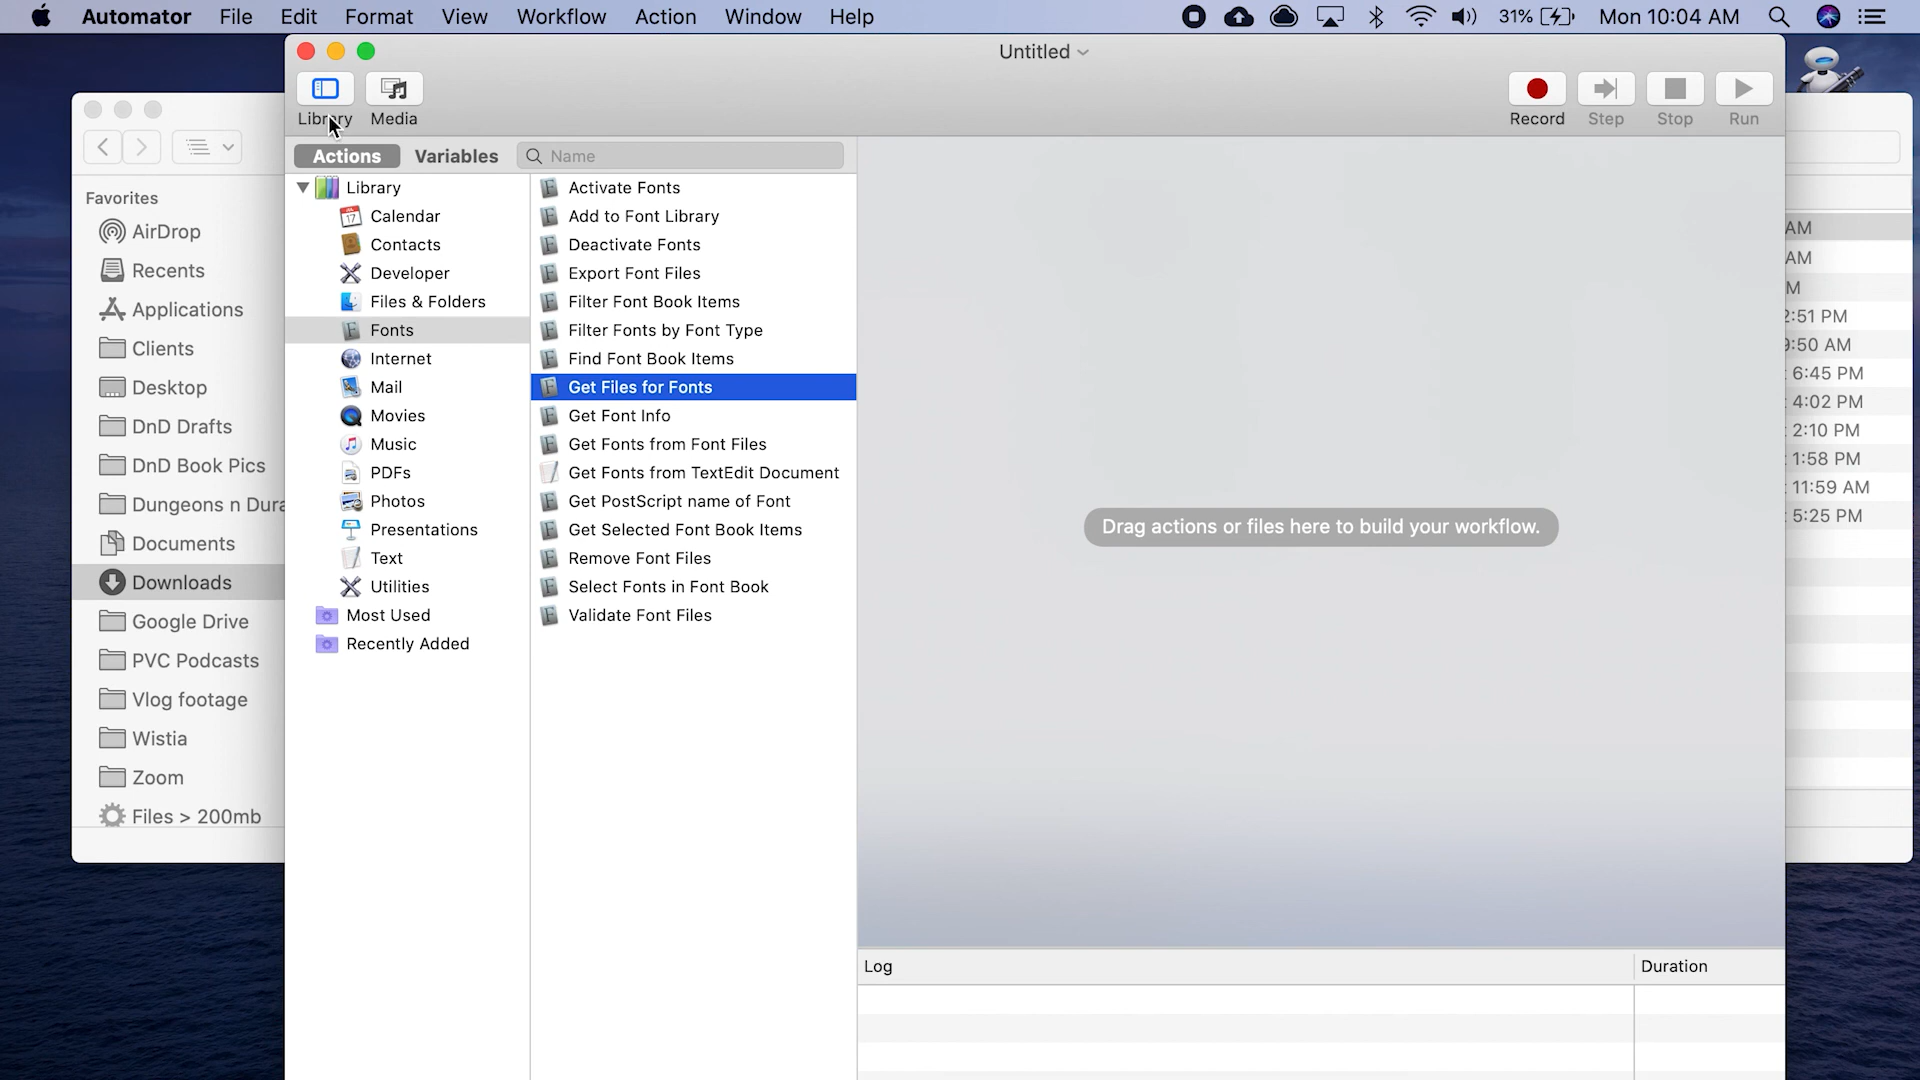 Automator File Edit Format View Workflow Action Window Help 31% Mon 10:04 AM
Untitled
Library Media Record Step Stop Run
Actions Variables Name
Favorites
AirDrop
Recents
Applications
Clients
Desktop
DnD Drafts
DnD Book Pics
Dungeons n Dura
Documents
Downloads
Google Drive
PVC Podcasts
Vlog footage
Wistia
Zoom
Files > 200mb
Library
Calendar
Contacts
Developer
Files & Folders
Fonts
Internet
Mail
Movies
Music
PDFs
Photos
Presentations
Text
Utilities
Most Used
Recently Added
Activate Fonts
Add to Font Library
Deactivate Fonts
Export Font Files
Filter Font Book Items
Filter Fonts by Font Type
Find Font Book Items
Get Files for Fonts
Get Font Info
Get Fonts from Font Files
Get Fonts from TextEdit Document
Get PostScript name of Font
Get Selected Font Book Items
Remove Font Files
Select Fonts in Font Book
Validate Font Files
Drag actions or files here to build your workflow.
Log Duration
AM
AM
M
2:51 PM
9:50 AM
6:45 PM
4:02 PM
2:10 PM
1:58 PM
11:59 AM
5:25 PM